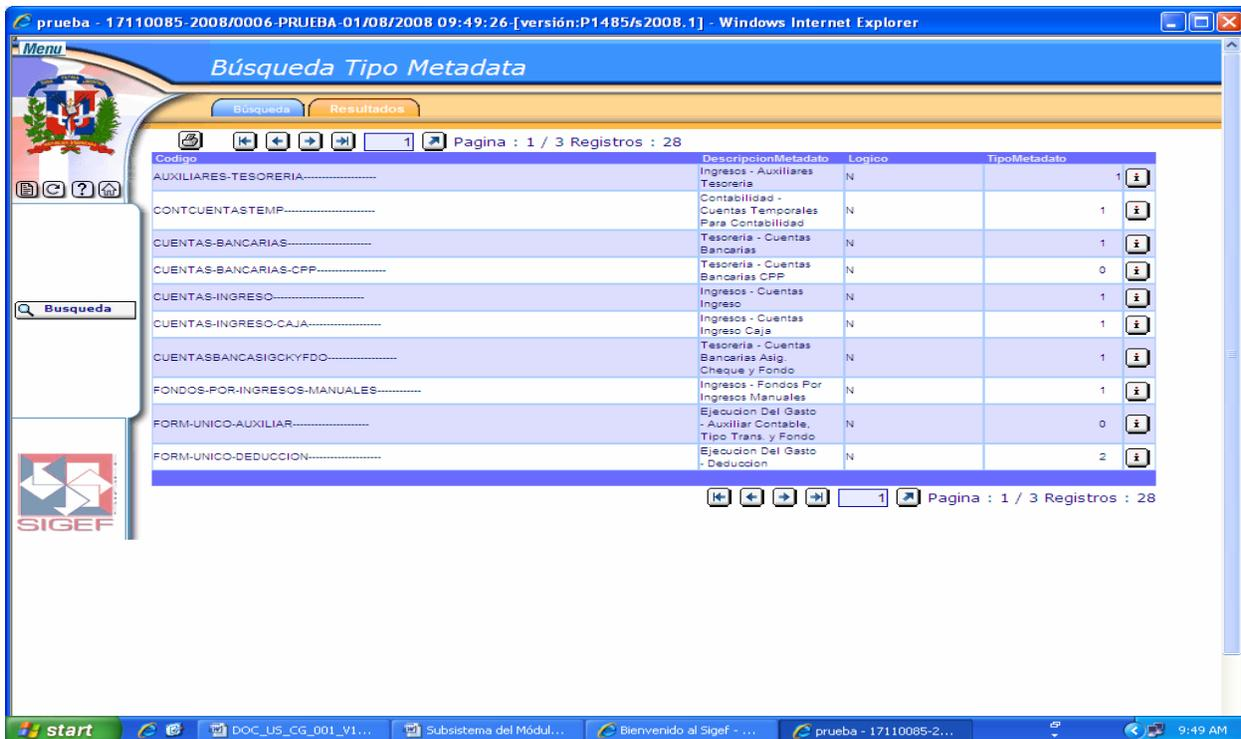 prueba - 17110085-2008/0006-PRUEBA-01/08/2008 09:49:26-[versión:P1485/s2008.1] - Windows Internet Explorer
Menu
Búsqueda Tipo Metadata
Búsqueda Resultados
1 Pagina : 1 / 3 Registros : 28
Codigo DescripcionMetadato Logico TipoMetadato
AUXILIARES-TESORERIA-------------------- Ingresos - Auxiliares N 1
Tesoreria
CONTCUENTASTEMP------------------------- Contabilidad -
Cuentas Temporales N 1
Para Contabilidad
CUENTAS-BANCARIAS----------------------- Tesoreria - Cuentas N 1
Bancarias
CUENTAS-BANCARIAS-CPP------------------- Tesoreria - Cuentas N 0
Bancarias CPP
CUENTAS-INGRESO------------------------- Ingresos - Cuentas N 1
Ingreso
CUENTAS-INGRESO-CAJA-------------------- Ingresos - Cuentas N 1
Ingreso Caja
CUENTASBANCASIGCKYFDO------------------- Tesoreria - Cuentas
Bancarias Asig. N 1
Cheque y Fondo
FONDOS-POR-INGRESOS-MANUALES------------ Ingresos - Fondos Por N 1
Ingresos Manuales
FORM-UNICO-AUXILIAR--------------------- Ejecucion Del Gasto
- Auxiliar Contable, N 0
Tipo Trans. y Fondo
FORM-UNICO-DEDUCCION-------------------- Ejecucion Del Gasto N 2
- Deduccion
1 Pagina : 1 / 3 Registros : 28
Busqueda
SIGEF
start DOC_US_CG_001_V1... Subsistema del Módul... Bienvenido al Sigef - ... prueba - 17110085-2... 9:49 AM